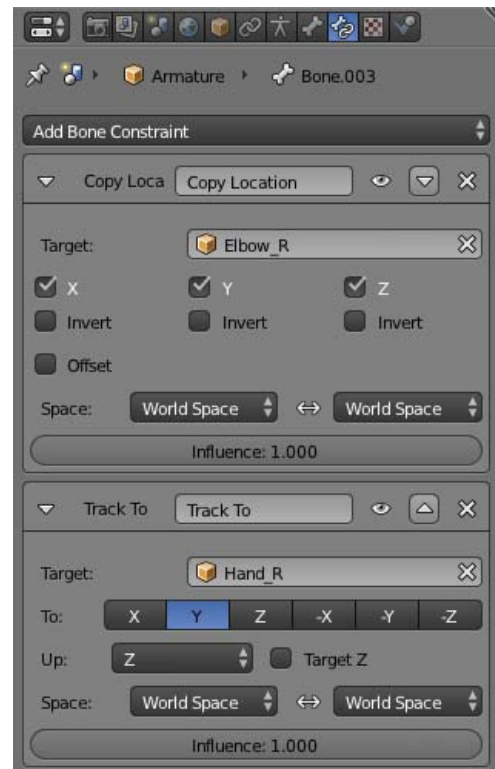 Armature Bone.003
Add Bone Constraint
Copy Loca Copy Location
Target: Elbow_R
X Y Z
Invert Invert Invert
Offset
Space: World Space World Space
Influence: 1.000
Track To Track To
Target: Hand_R
To: X Y Z -X -Y -Z
Up: Z Target Z
Space: World Space World Space
Influence: 1.000